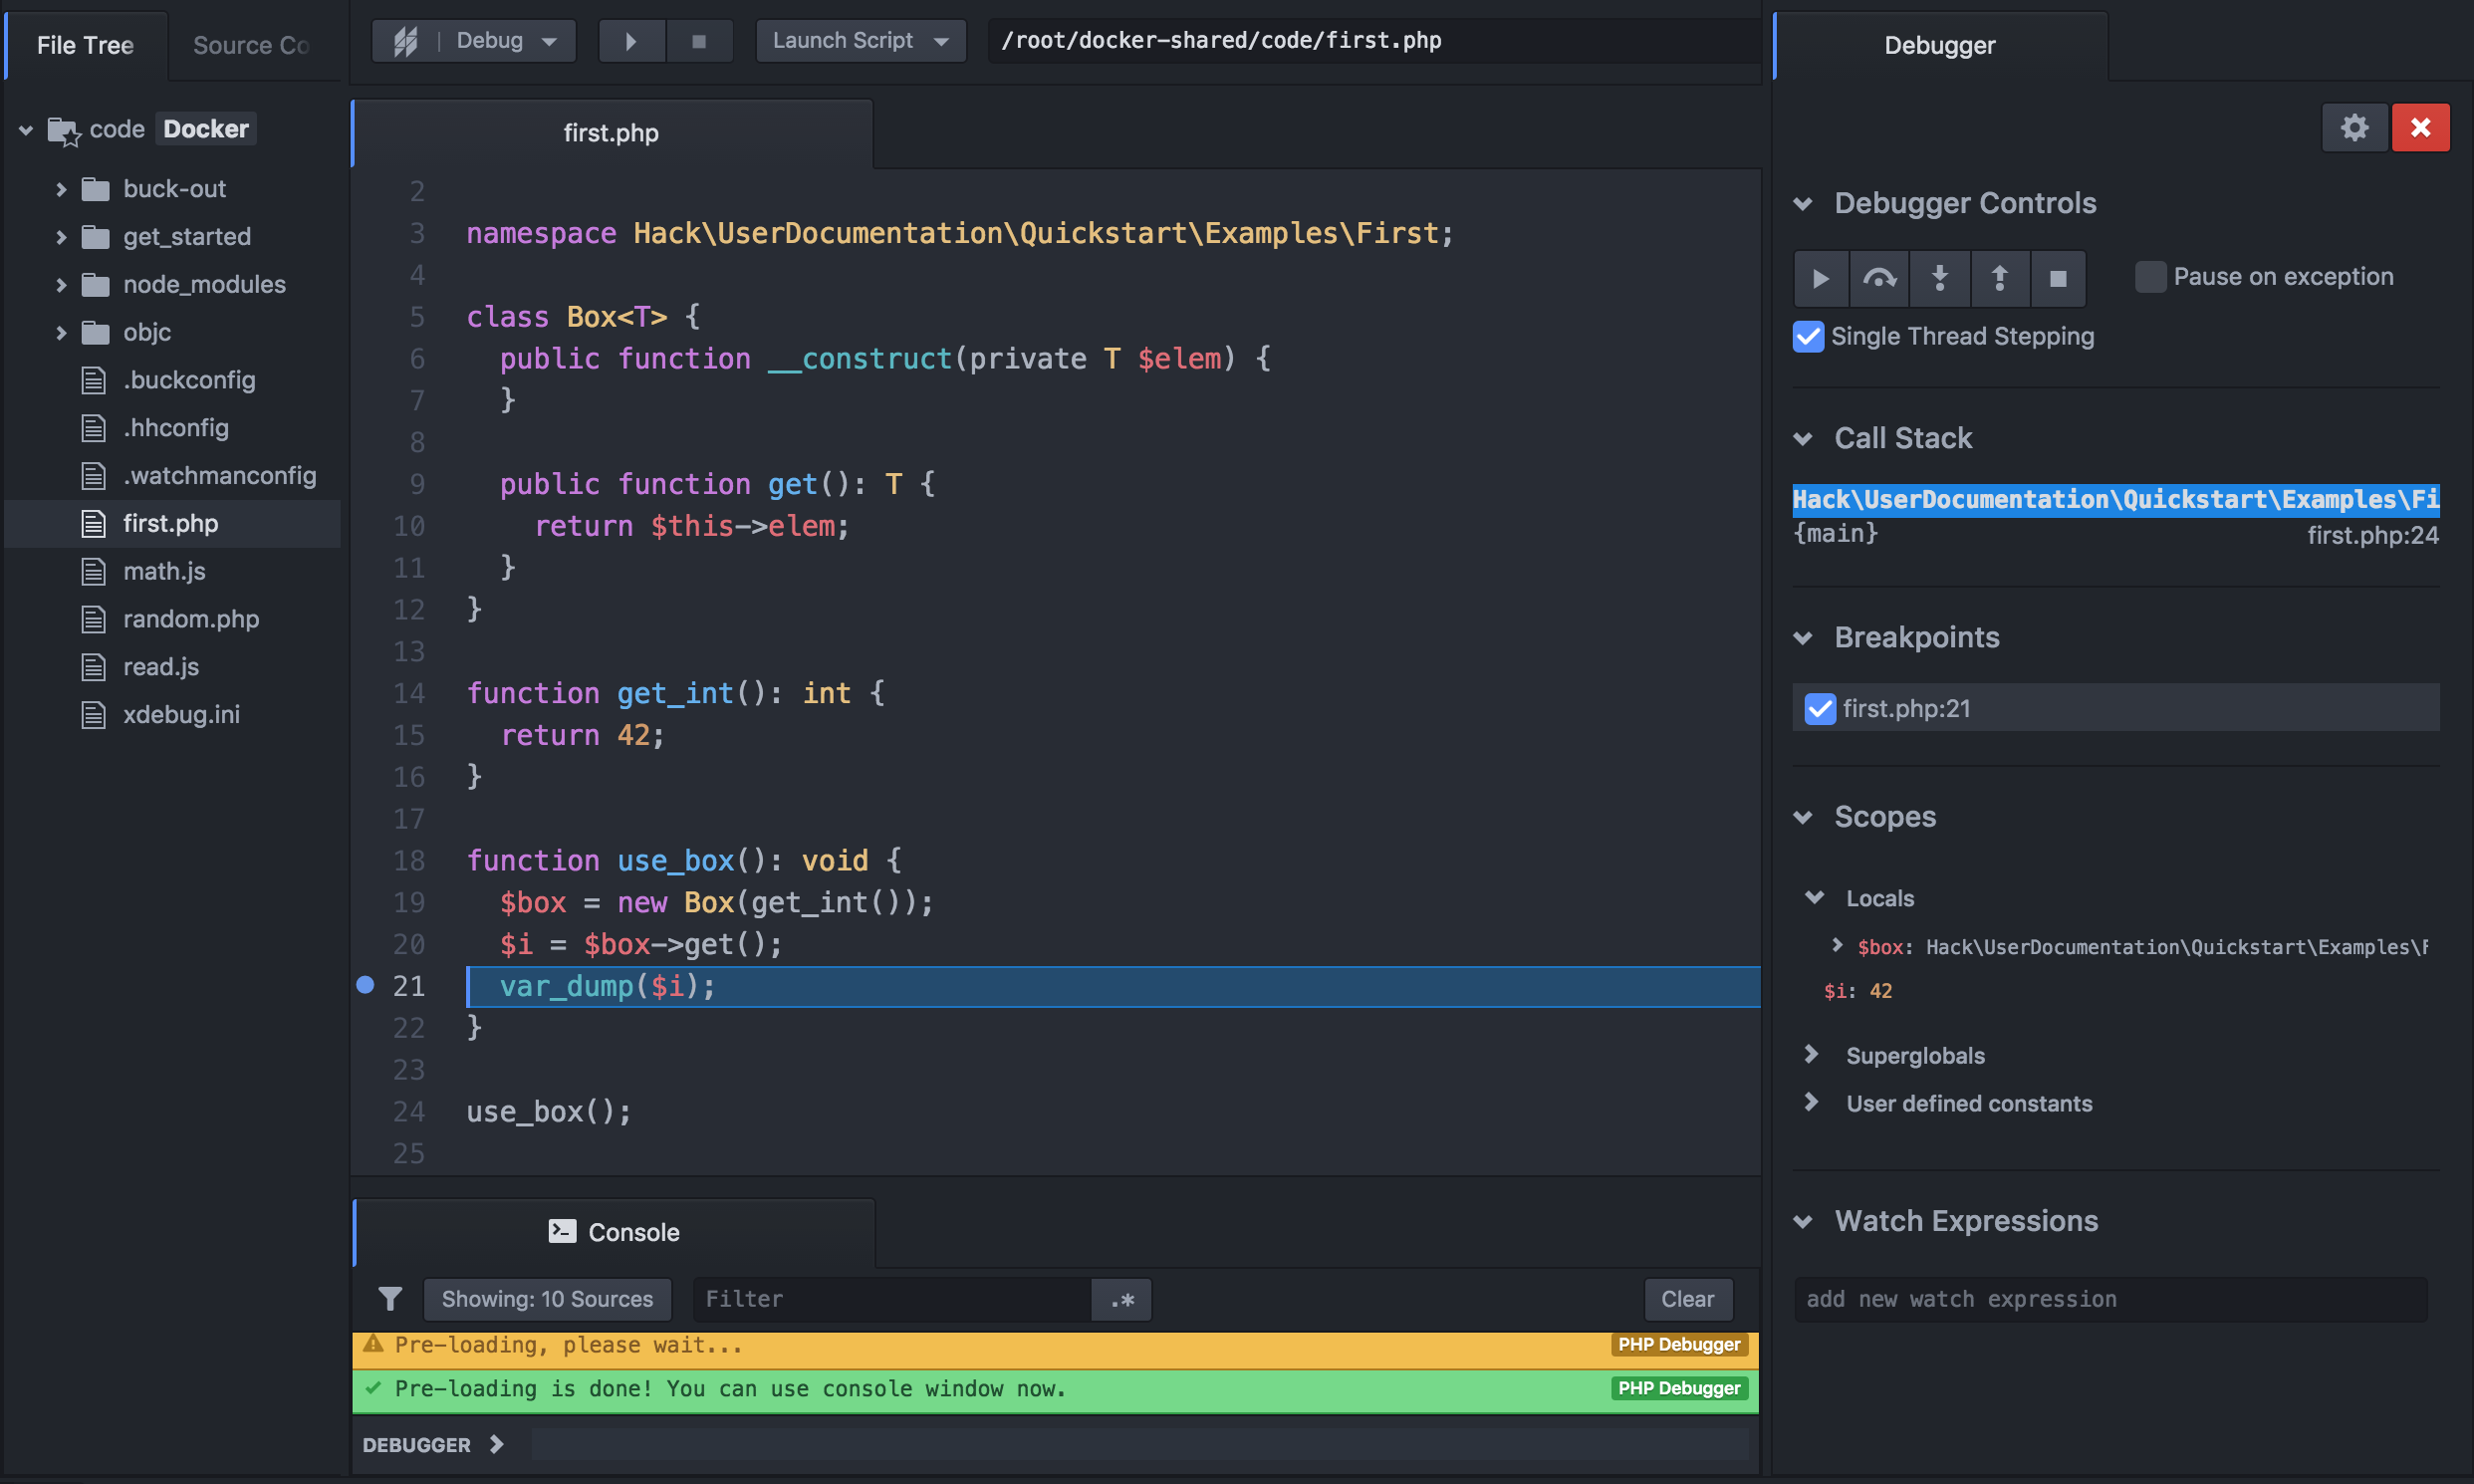 File Tree
Source Co
Debug
Launch Script
/root/docker-shared/code/first.php
Debugger
code Docker
buck-out
get_started
node_modules
objc
.buckconfig
.hhconfig
.watchmanconfig
first.php
math.js
random.php
read.js
xdebug.ini
first.php
2
3 namespace Hack\UserDocumentation\Quickstart\Examples\First;
4
5 class Box<T> {
6 public function __construct(private T $elem) {
7 }
8
9 public function get(): T {
10 return $this->elem;
11 }
12 }
13
14 function get_int(): int {
15 return 42;
16 }
17
18 function use_box(): void {
19 $box = new Box(get_int());
20 $i = $box->get();
21 var_dump($i);
22 }
23
24 use_box();
25
Console
Showing: 10 Sources
Filter
.*
Clear
Pre-loading, please wait... PHP Debugger
Pre-loading is done! You can use console window now. PHP Debugger
DEBUGGER
Debugger Controls
Pause on exception
Single Thread Stepping
Call Stack
Hack\UserDocumentation\Quickstart\Examples\Fi
{main} first.php:24
Breakpoints
first.php:21
Scopes
Locals
$box: Hack\UserDocumentation\Quickstart\Examples\F
$i: 42
Superglobals
User defined constants
Watch Expressions
add new watch expression